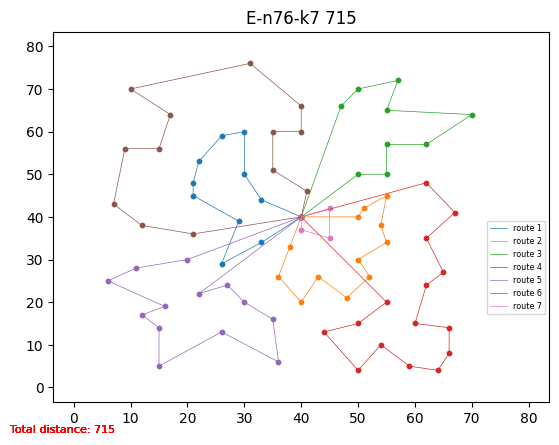 E-n76-k7 715
80
70
60
50
40
30
20
10
0
route 1
route 2
route 3
route 4
route 5
route 6
route 7
0 10 20 30 40 50 60 70 80
Total distance: 715